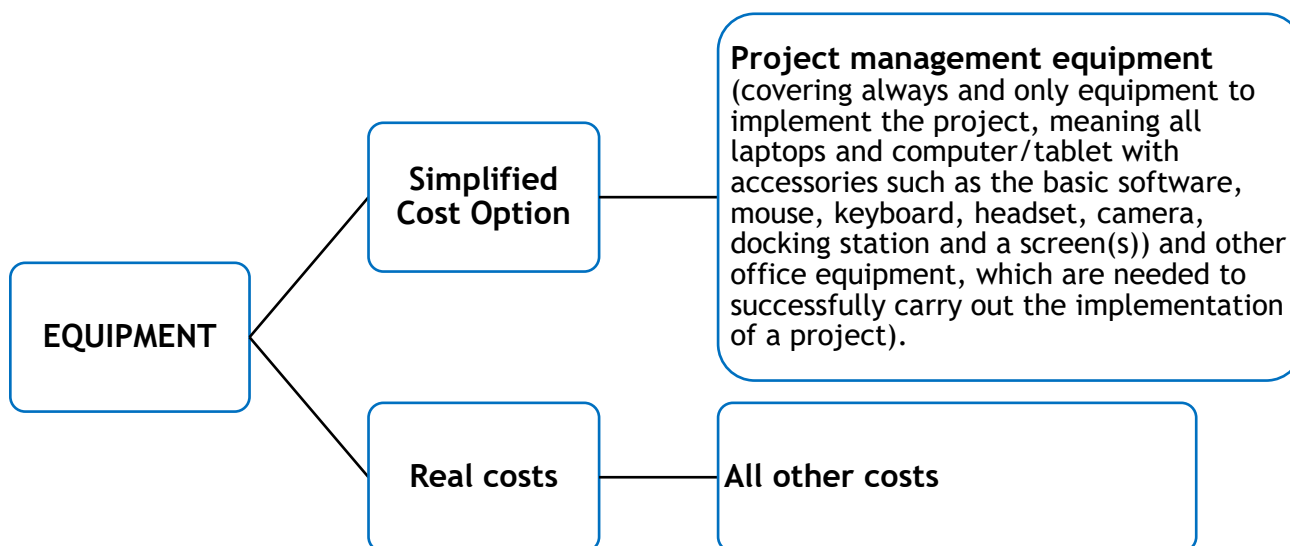 Project management equipment
(covering always and only equipment to
implement the project, meaning all
laptops and computer/tablet with
accessories such as the basic software,
mouse, keyboard, headset, camera,
docking station and a screen(s)) and other
office equipment, which are needed to
successfully carry out the implementation
of a project).
Simplified
Cost Option
EQUIPMENT
Real costs
All other costs